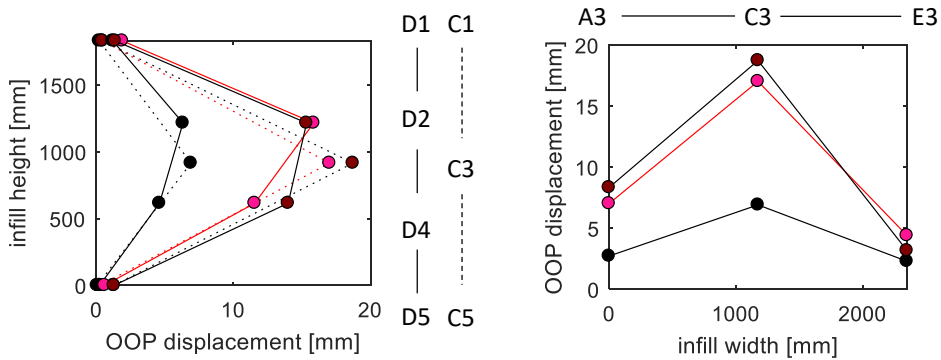 D1 C1
D2
C3
D4
D5 C5
infill height [mm]
1500
1000
500
0
0 10 20
OOP displacement [mm]
A3 C3 E3
OOP displacement [mm]
20
15
10
5
0
0 1000 2000
infill width [mm]